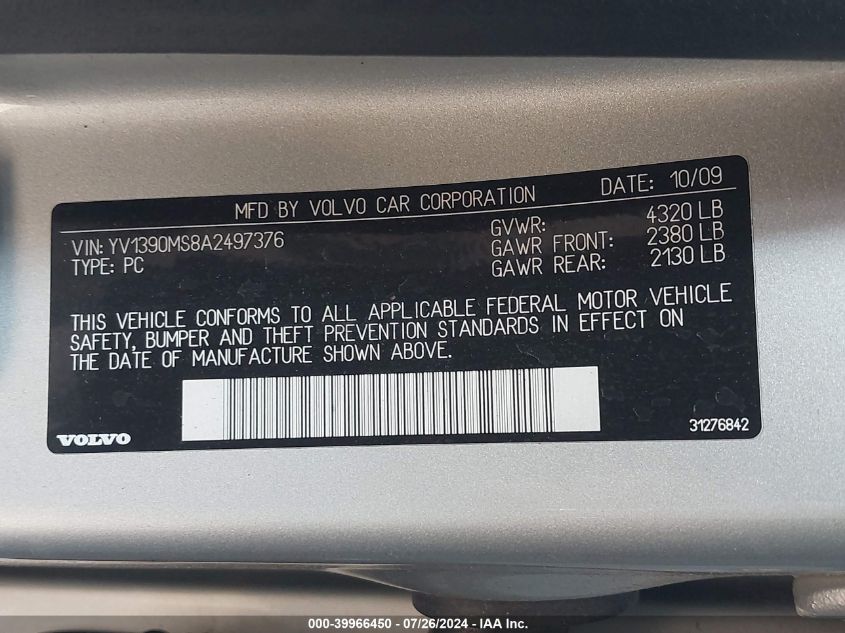 MFD BY VOLVO CAR CORPORATION DATE: 10/09
VIN: YV1390MS8A2497376 GVWR: 4320 LB
TYPE: PC GAWR FRONT: 2380 LB
GAWR REAR: 2130 LB
THIS VEHICLE CONFORMS TO ALL APPLICABLE FEDERAL MOTOR VEHICLE
SAFETY, BUMPER AND THEFT PREVENTION STANDARDS IN EFFECT ON
THE DATE OF MANUFACTURE SHOWN ABOVE.
VOLVO 31276842
000-39966450 - 07/26/2024 - IAA Inc.